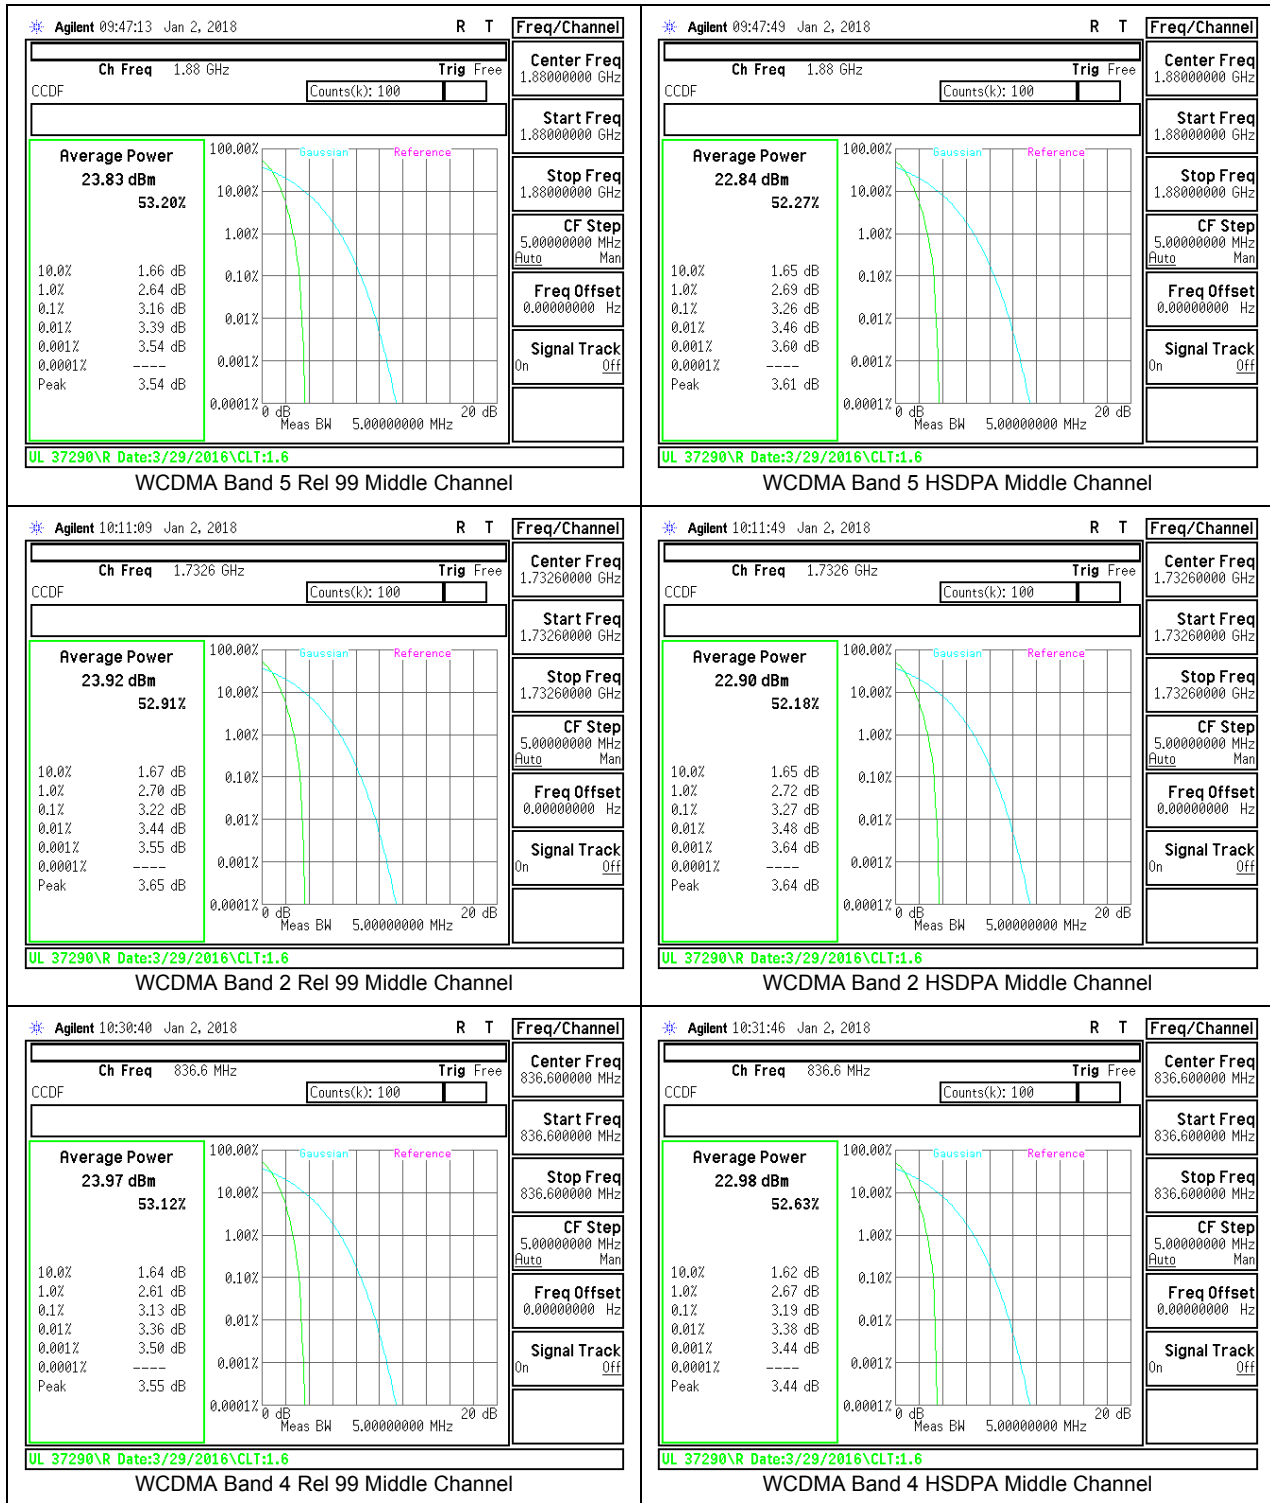 Agilent 09:47:13 Jan 2, 2018 R T Freq/Channel
Ch Freq 1.88 GHz Trig Free
CCDF Counts(k): 100
Average Power
23.83 dBm
53.20%
10.0% 1.66 dB
1.0% 2.64 dB
0.1% 3.16 dB
0.01% 3.39 dB
0.001% 3.54 dB
0.0001% ----
Peak 3.54 dB
100.00% Gaussian Reference
10.00%
1.00%
0.10%
0.01%
0.001%
0.0001%
0 dB 20 dB
Meas BW 5.00000000 MHz
Center Freq
1.88000000 GHz
Start Freq
1.88000000 GHz
Stop Freq
1.88000000 GHz
CF Step
5.00000000 MHz
Auto Man
Freq Offset
0.00000000 Hz
Signal Track
On Off
UL 37290\R Date:3/29/2016\CLT:1.6
WCDMA Band 5 Rel 99 Middle Channel
Agilent 09:47:49 Jan 2, 2018 R T Freq/Channel
Ch Freq 1.88 GHz Trig Free
CCDF Counts(k): 100
Average Power
22.84 dBm
52.27%
10.0% 1.65 dB
1.0% 2.69 dB
0.1% 3.26 dB
0.01% 3.46 dB
0.001% 3.60 dB
0.0001% ----
Peak 3.61 dB
100.00% Gaussian Reference
10.00%
1.00%
0.10%
0.01%
0.001%
0.0001%
0 dB 20 dB
Meas BW 5.00000000 MHz
Center Freq
1.88000000 GHz
Start Freq
1.88000000 GHz
Stop Freq
1.88000000 GHz
CF Step
5.00000000 MHz
Auto Man
Freq Offset
0.00000000 Hz
Signal Track
On Off
UL 37290\R Date:3/29/2016\CLT:1.6
WCDMA Band 5 HSDPA Middle Channel
Agilent 10:11:09 Jan 2, 2018 R T Freq/Channel
Ch Freq 1.7326 GHz Trig Free
CCDF Counts(k): 100
Average Power
23.92 dBm
52.91%
10.0% 1.67 dB
1.0% 2.70 dB
0.1% 3.22 dB
0.01% 3.44 dB
0.001% 3.55 dB
0.0001% ----
Peak 3.65 dB
100.00% Gaussian Reference
10.00%
1.00%
0.10%
0.01%
0.001%
0.0001%
0 dB 20 dB
Meas BW 5.00000000 MHz
Center Freq
1.73260000 GHz
Start Freq
1.73260000 GHz
Stop Freq
1.73260000 GHz
CF Step
5.00000000 MHz
Auto Man
Freq Offset
0.00000000 Hz
Signal Track
On Off
UL 37290\R Date:3/29/2016\CLT:1.6
WCDMA Band 2 Rel 99 Middle Channel
Agilent 10:11:49 Jan 2, 2018 R T Freq/Channel
Ch Freq 1.7326 GHz Trig Free
CCDF Counts(k): 100
Average Power
22.90 dBm
52.18%
10.0% 1.65 dB
1.0% 2.72 dB
0.1% 3.27 dB
0.01% 3.48 dB
0.001% 3.64 dB
0.0001% ----
Peak 3.64 dB
100.00% Gaussian Reference
10.00%
1.00%
0.10%
0.01%
0.001%
0.0001%
0 dB 20 dB
Meas BW 5.00000000 MHz
Center Freq
1.73260000 GHz
Start Freq
1.73260000 GHz
Stop Freq
1.73260000 GHz
CF Step
5.00000000 MHz
Auto Man
Freq Offset
0.00000000 Hz
Signal Track
On Off
UL 37290\R Date:3/29/2016\CLT:1.6
WCDMA Band 2 HSDPA Middle Channel
Agilent 10:30:40 Jan 2, 2018 R T Freq/Channel
Ch Freq 836.6 MHz Trig Free
CCDF Counts(k): 100
Average Power
23.97 dBm
53.12%
10.0% 1.64 dB
1.0% 2.61 dB
0.1% 3.13 dB
0.01% 3.36 dB
0.001% 3.50 dB
0.0001% ----
Peak 3.55 dB
100.00% Gaussian Reference
10.00%
1.00%
0.10%
0.01%
0.001%
0.0001%
0 dB 20 dB
Meas BW 5.00000000 MHz
Center Freq
836.600000 MHz
Start Freq
836.600000 MHz
Stop Freq
836.600000 MHz
CF Step
5.00000000 MHz
Auto Man
Freq Offset
0.00000000 Hz
Signal Track
On Off
UL 37290\R Date:3/29/2016\CLT:1.6
WCDMA Band 4 Rel 99 Middle Channel
Agilent 10:31:46 Jan 2, 2018 R T Freq/Channel
Ch Freq 836.6 MHz Trig Free
CCDF Counts(k): 100
Average Power
22.98 dBm
52.63%
10.0% 1.62 dB
1.0% 2.67 dB
0.1% 3.19 dB
0.01% 3.38 dB
0.001% 3.44 dB
0.0001% ----
Peak 3.44 dB
100.00% Gaussian Reference
10.00%
1.00%
0.10%
0.01%
0.001%
0.0001%
0 dB 20 dB
Meas BW 5.00000000 MHz
Center Freq
836.600000 MHz
Start Freq
836.600000 MHz
Stop Freq
836.600000 MHz
CF Step
5.00000000 MHz
Auto Man
Freq Offset
0.00000000 Hz
Signal Track
On Off
UL 37290\R Date:3/29/2016\CLT:1.6
WCDMA Band 4 HSDPA Middle Channel